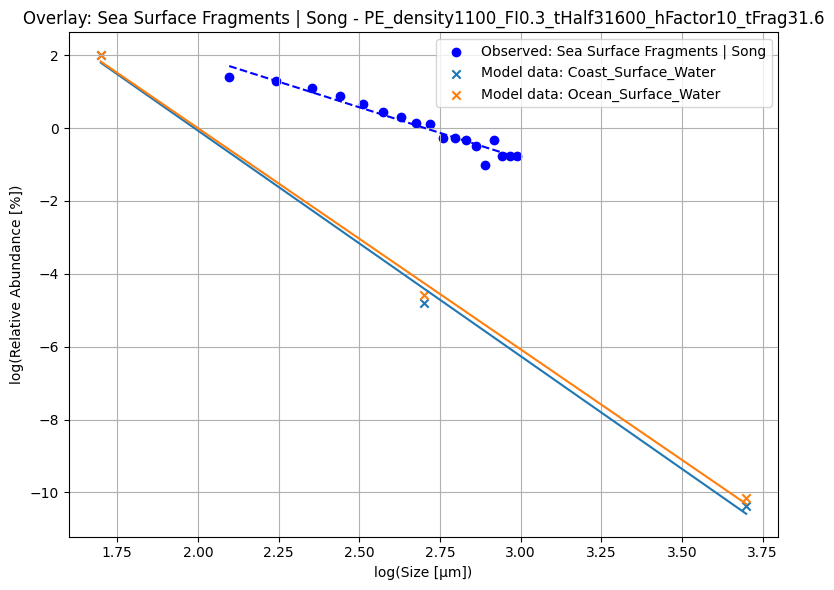 Overlay: Sea Surface Fragments | Song - PE_density1100_FI0.3_tHalf31600_hFactor10_tFrag31.6
Observed: Sea Surface Fragments | Song
Model data: Coast_Surface_Water
Model data: Ocean_Surface_Water
log(Relative Abundance [%])
2
0
−2
−4
−6
−8
−10
1.75
2.00
2.25
2.50
2.75
3.00
3.25
3.50
3.75
log(Size [µm])